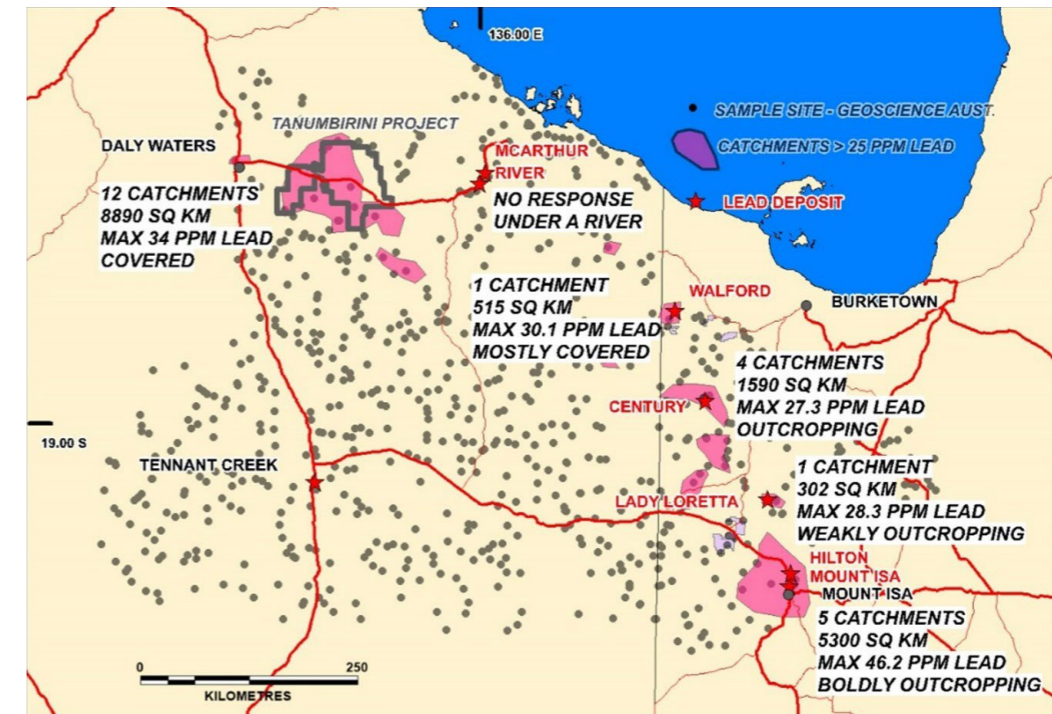 136.00 E
SAMPLE SITE - GEOSCIENCE AUST.
CATCHMENTS > 25 PPM LEAD
LEAD DEPOSIT
TANUMBIRINI PROJECT
DALY WATERS
12 CATCHMENTS
8890 SQ KM
MAX 34 PPM LEAD
COVERED
MCARTHUR
RIVER
NO RESPONSE
UNDER A RIVER
1 CATCHMENT
515 SQ KM
MAX 30.1 PPM LEAD
MOSTLY COVERED
WALFORD
BURKETOWN
4 CATCHMENTS
1590 SQ KM
MAX 27.3 PPM LEAD
OUTCROPPING
CENTURY
19.00 S
TENNANT CREEK
LADY LORETTA
1 CATCHMENT
302 SQ KM
MAX 28.3 PPM LEAD
WEAKLY OUTCROPPING
HILTON
MOUNT ISA
MOUNT ISA
5 CATCHMENTS
5300 SQ KM
MAX 46.2 PPM LEAD
BOLDLY OUTCROPPING
0 250
KILOMETRES